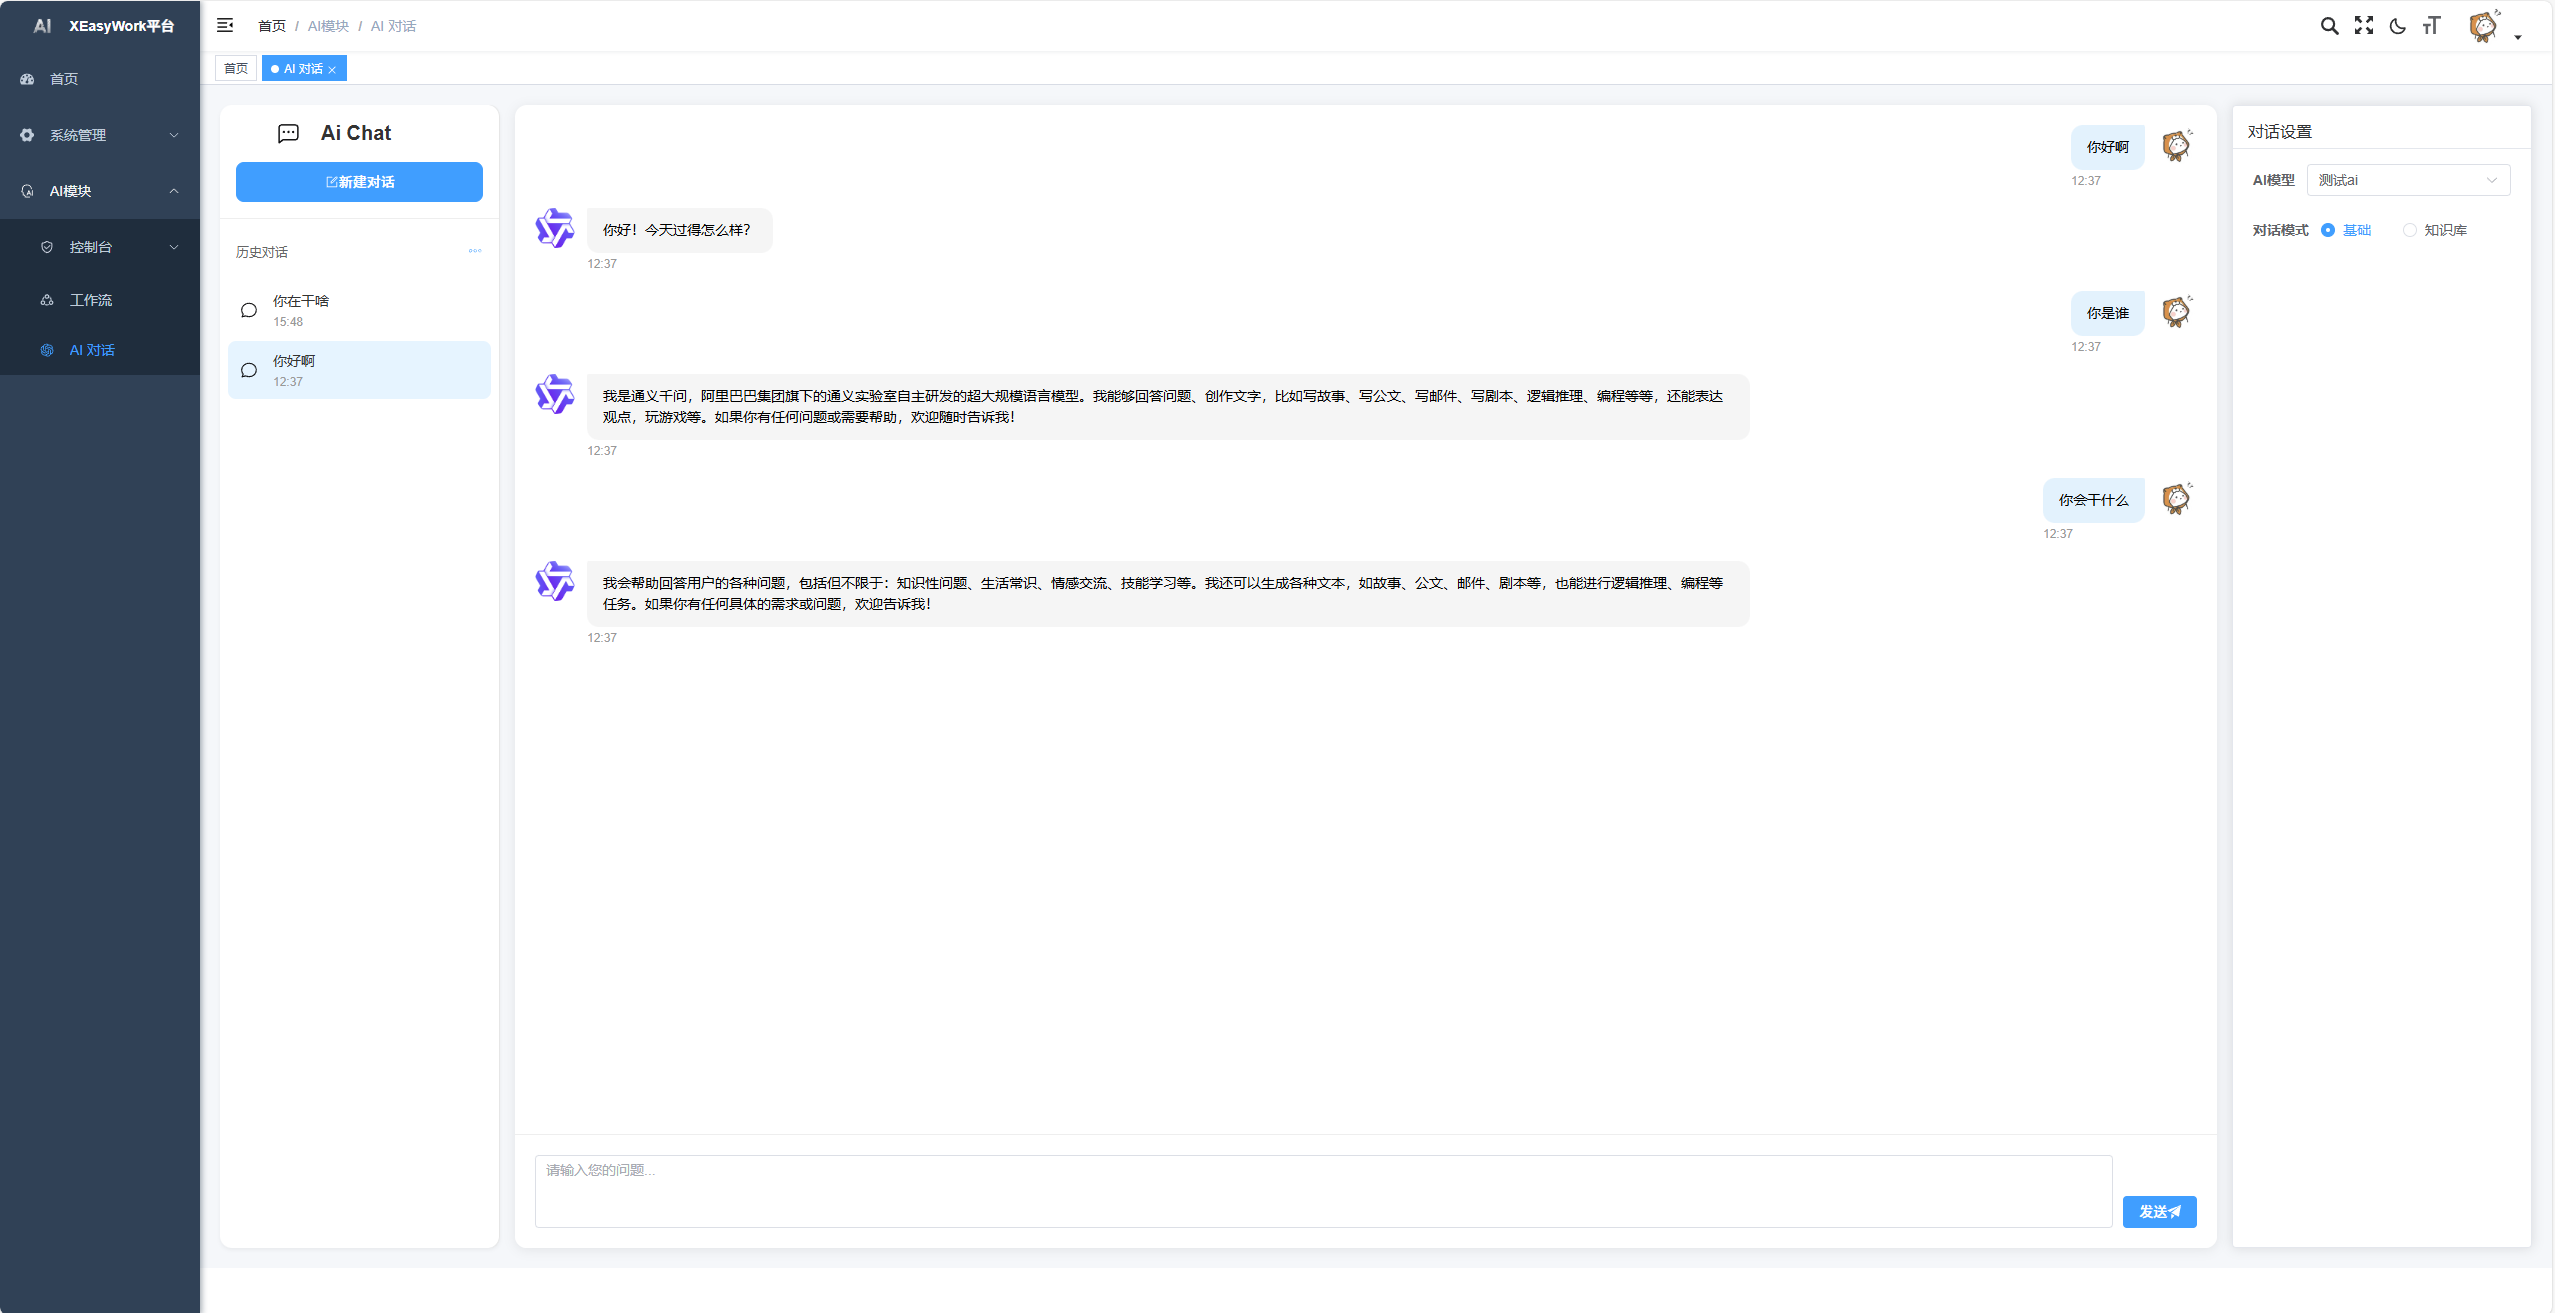 AI XEasyWork平台
首页
系统管理
AI模块
控制台
工作流
AI 对话
首页 / AI模块 / AI 对话
首页
AI 对话
Ai Chat
新建对话
历史对话
你在干啥
15:48
你好啊
12:37
你好啊
12:37
你好！今天过得怎么样？
12:37
你是谁
12:37
我是通义千问，阿里巴巴集团旗下的通义实验室自主研发的超大规模语言模型。我能够回答问题、创作文字，比如写故事、写公文、写邮件、写剧本、逻辑推理、编程等等，还能表达
观点，玩游戏等。如果你有任何问题或需要帮助，欢迎随时告诉我！
12:37
你会干什么
12:37
我会帮助回答用户的各种问题，包括但不限于：知识性问题、生活常识、情感交流、技能学习等。我还可以生成各种文本，如故事、公文、邮件、剧本等，也能进行逻辑推理、编程等
任务。如果你有任何具体的需求或问题，欢迎告诉我！
12:37
请输入您的问题...
发送
对话设置
AI模型 测试ai
对话模式 基础 知识库